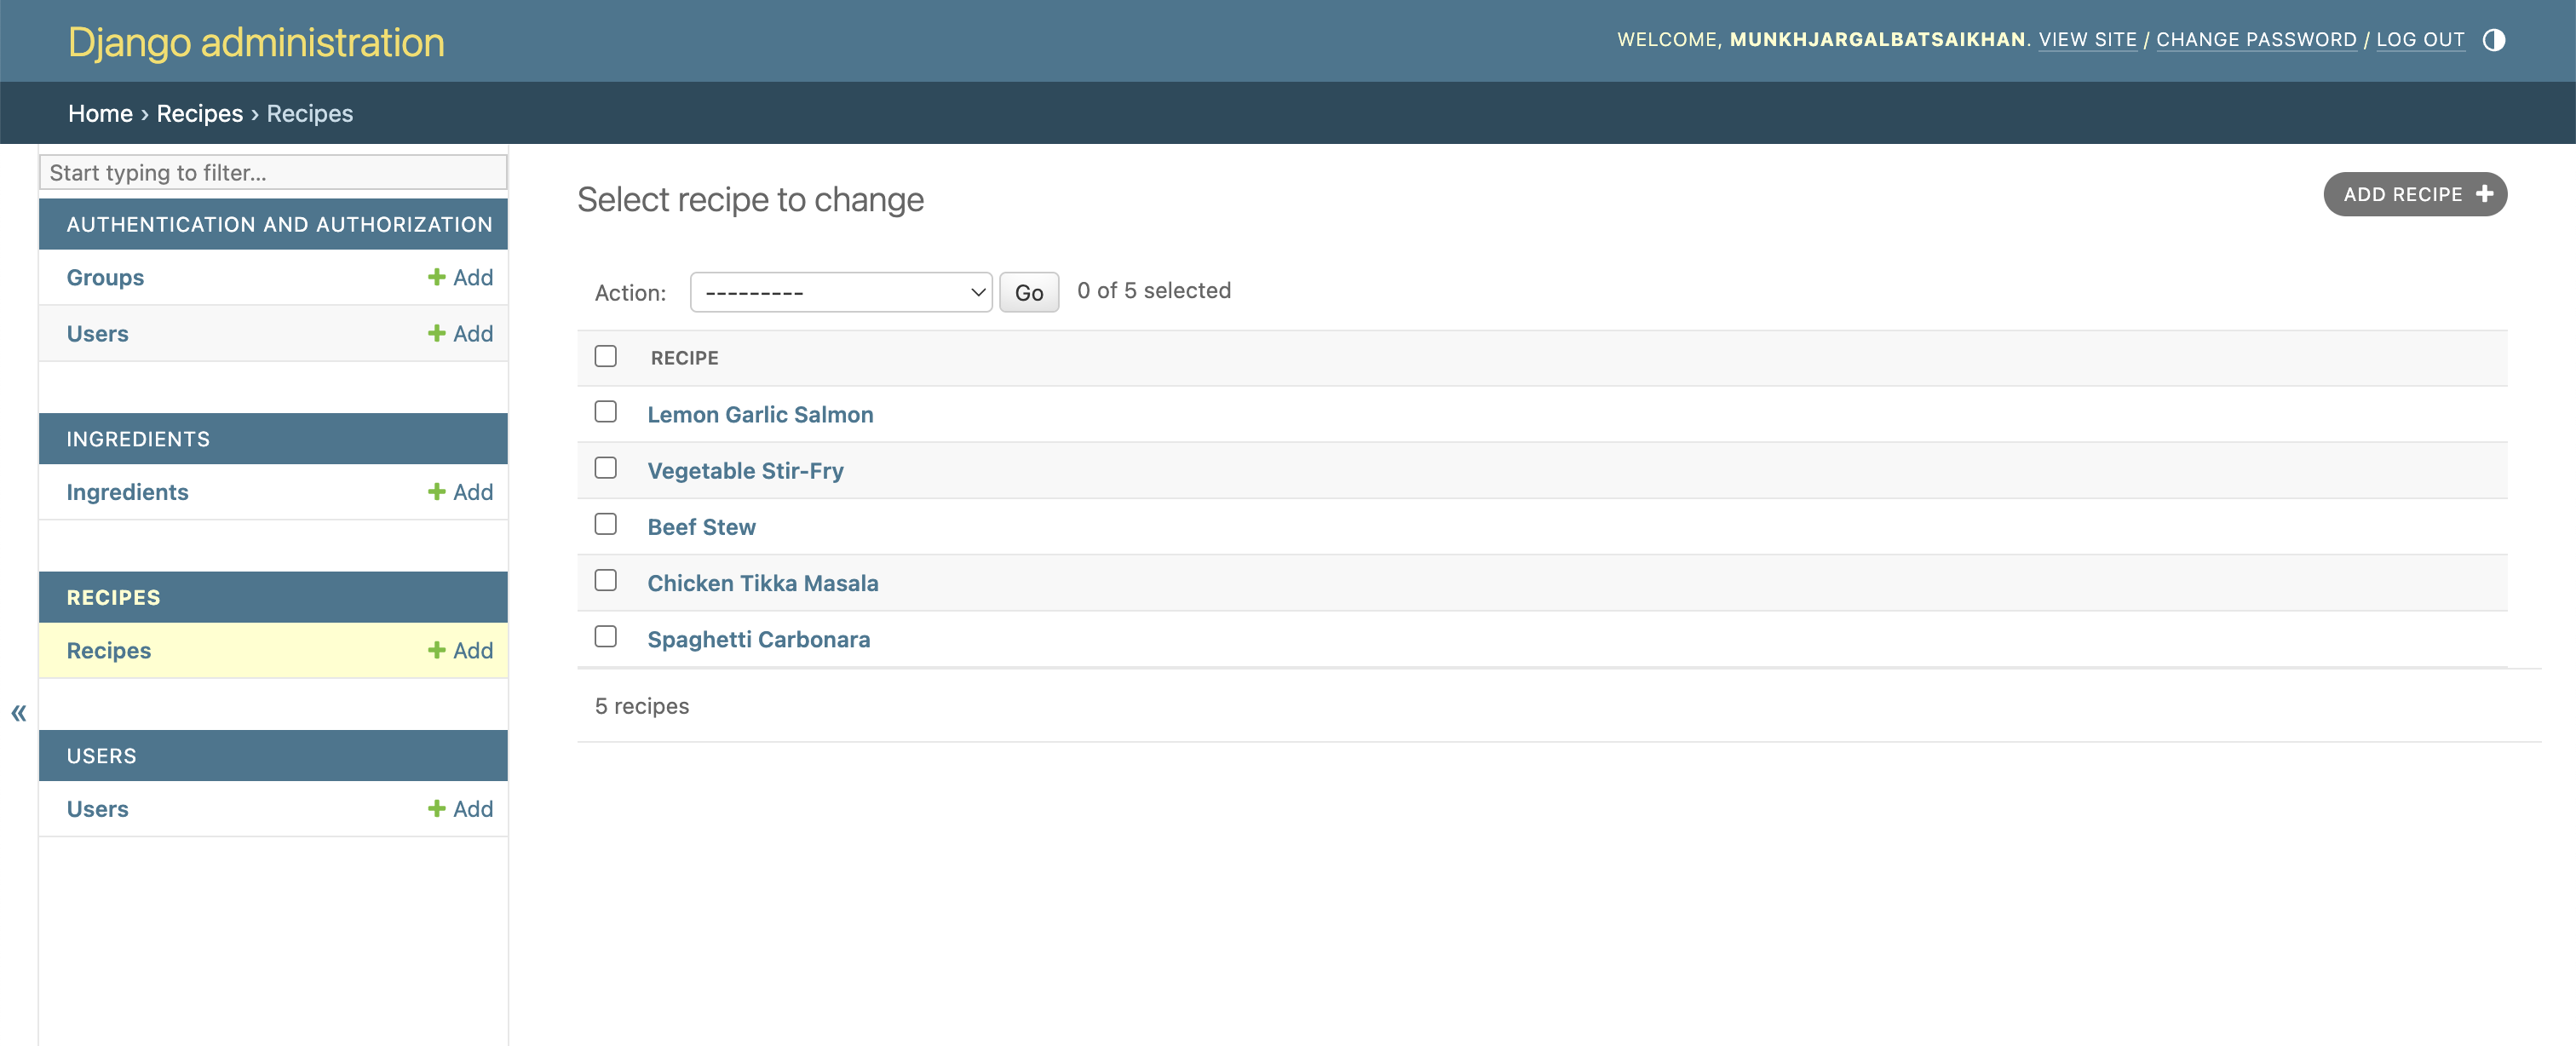 Django administration
WELCOME, MUNKHJARGALBATSAIKHAN. VIEW SITE / CHANGE PASSWORD / LOG OUT
Home › Recipes › Recipes
Start typing to filter...
AUTHENTICATION AND AUTHORIZATION
Groups + Add
Users + Add
INGREDIENTS
Ingredients + Add
RECIPES
Recipes + Add
«
USERS
Users + Add
Select recipe to change
ADD RECIPE +
Action: --------- Go 0 of 5 selected
RECIPE
Lemon Garlic Salmon
Vegetable Stir-Fry
Beef Stew
Chicken Tikka Masala
Spaghetti Carbonara
5 recipes